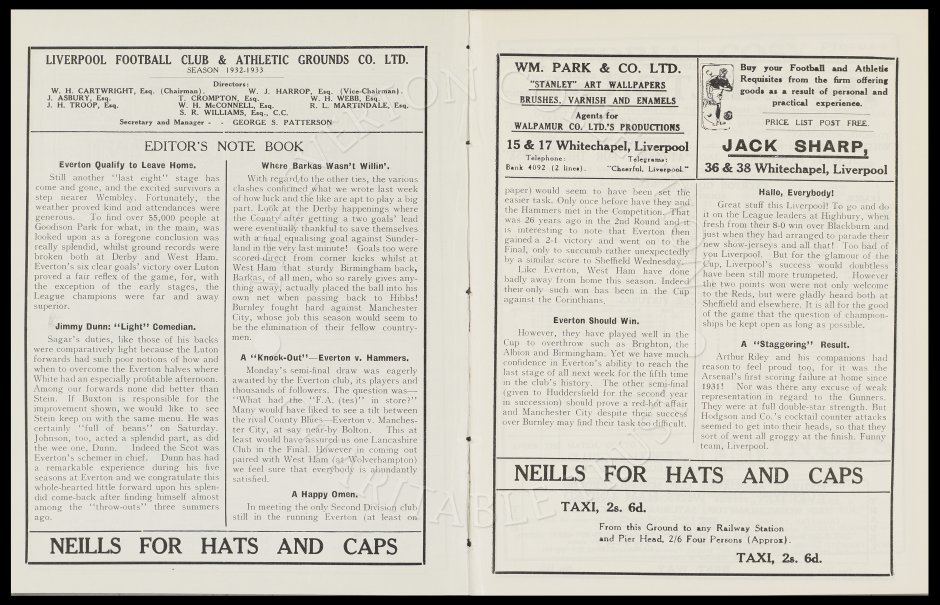 LIVERPOOL FOOTBALL CLUB & ATHLETIC GROUNDS CO. LTD.
SEASON 1932-1933
Directors:
W. H. CARTWRIGHT, Esq. (Chairman). W. J. HARROP, Esq. (Vice-Chairman).
J. ASBURY, Esq. T. CROMPTON, Esq. W. H. WEBB, Esq.
J. H. TROOP, Esq. W. H. McCONNELL, Esq. R. L. MARTINDALE, Esq.
S. R. WILLIAMS, Esq., C.C.
Secretary and Manager - - GEORGE S. PATTERSON
EDITOR'S NOTE BOOK
Everton Qualify to Leave Home.
Still another "last eight" stage has
come and gone, and the excited survivors a
step nearer Wembley. Fortunately, the
weather proved kind and attendances were
generous. To find over 55,000 people at
Goodison Park for what, in the main, was
looked upon as a foregone conclusion was
really splendid, whilst ground records were
broken both at Derby and West Ham.
Everton's six clear goals' victory over Luton
proved a fair reflex of the game, for, with
the exception of the early stages, the
League champions were far and away
superior.
Jimmy Dunn: "Light" Comedian.
Sagar's duties, like those of his backs
were comparatively light because the Luton
forwards had such poor notions of how and
when to overcome the Everton halves where
White had an especially profitable afternoon.
Among our forwards none did better than
Stein. If Buxton is responsible for the
improvement shown, we would like to see
Stein keep on with the same menu. He was
certainly "full of beans" on Saturday.
Johnson, too, acted a splendid part, as did
the wee one, Dunn. Indeed the Scot was
Everton's schemer in chief. Dunn has had
a remarkable experience during his five
seasons at Everton and we congratulate this
whole-hearted little forward upon his splen-
did come-back after finding himself almost
among the "throw-outs" three summers
ago.
Where Barkas Wasn't Willin'.
With regard to the other ties, the various
clashes confirmed what we wrote last week
of how luck and the like are apt to play a big
part. Look at the Derby happenings where
the County after getting a two goals' lead
were eventually thankful to save themselves
with a final equalising goal against Sunder-
land in the very last minute! Goals too were
scored direct from corner kicks whilst at
West Ham that sturdy Birmingham back,
Barkas, of all men, who so rarely gives any-
thing away, actually placed the ball into his
own net when passing back to Hibbs!
Burnley fought hard against Manchester
City, whose job this season would seem to
be the elimination of their fellow country-
men.
A "Knock-Out"—Everton v. Hammers.
Monday's semi-final draw was eagerly
awaited by the Everton club, its players and
thousands of followers. The question was—
"What had the "F.A. (tes)" in store?"
Many would have liked to see a tilt between
the rival County Blues—Everton v. Manches-
ter City, at say near-by Bolton. This at
least would have assured us one Lancashire
Club in the Final. However in coming out
paired with West Ham (at Wolverhampton)
we feel sure that everybody is abundantly
satisfied.
A Happy Omen.
In meeting the only Second Division club
still in the running Everton (at least on
NEILLS FOR HATS AND CAPS
WM. PARK & CO. LTD.
"STANLEY" ART WALLPAPERS
BRUSHES, VARNISH AND ENAMELS
Agents for
WALPAMUR CO. LTD.'S PRODUCTIONS
15 & 17 Whitechapel, Liverpool
Telephone: Telegrams:
Bank 4092 (2 lines). "Cheerful, Liverpool."
Buy your Football and Athletic
Requisites from the firm offering
goods as a result of personal and
practical experience.
PRICE LIST POST FREE.
JACK SHARP,
36 & 38 Whitechapel, Liverpool
paper) would seem to have been set the
easier task. Only once before have they and
the Hammers met in the Competition. That
was 26 years ago in the 2nd Round and it
is interesting to note that Everton then
gained a 2-1 victory and went on to the
Final, only to succumb rather unexpectedly
by a similar score to Sheffield Wednesday.
Like Everton, West Ham have done
badly away from home this season. Indeed
their only such win has been in the Cup
against the Corinthians.
Everton Should Win.
However, they have played well in the
Cup to overthrow such as Brighton, the
Albion and Birmingham. Yet we have much
confidence in Everton's ability to reach the
last stage of all next week for the fifth time
in the club's history. The other semi-final
(given to Huddersfield for the second year
in succession) should prove a red-hot affair
and Manchester City despite their success
over Burnley may find their task too difficult.
Hallo, Everybody!
Great stuff this Liverpool! To go and do
it on the League leaders at Highbury, when
fresh from their 8-0 win over Blackburn and
just when they had arranged to parade their
new show-jerseys and all that! Too bad of
you Liverpool. But for the glamour of the
Cup, Liverpool's success would doubtless
have been still more trumpeted. However
the two points won were not only welcome
to the Reds, but were gladly heard both at
Sheffield and elsewhere. It is all for the good
of the game that the question of champion-
ships be kept open as long as possible.
A "Staggering" Result.
Arthur Riley and his companions had
reason to feel proud too, for it was the
Arsenal's first scoring failure at home since
1931! Nor was there any excuse of weak
representation in regard to the Gunners.
They were at full double-star strength. But
Hodgson and Co.'s cocktail counter attacks
seemed to get into their heads, so that they
sort of went all groggy at the finish. Funny
team, Liverpool.
NEILLS FOR HATS AND CAPS
TAXI, 2s. 6d.
From this Ground to any Railway Station
and Pier Head, 2/6 Four Persons (Approx).
TAXI, 2s. 6d.